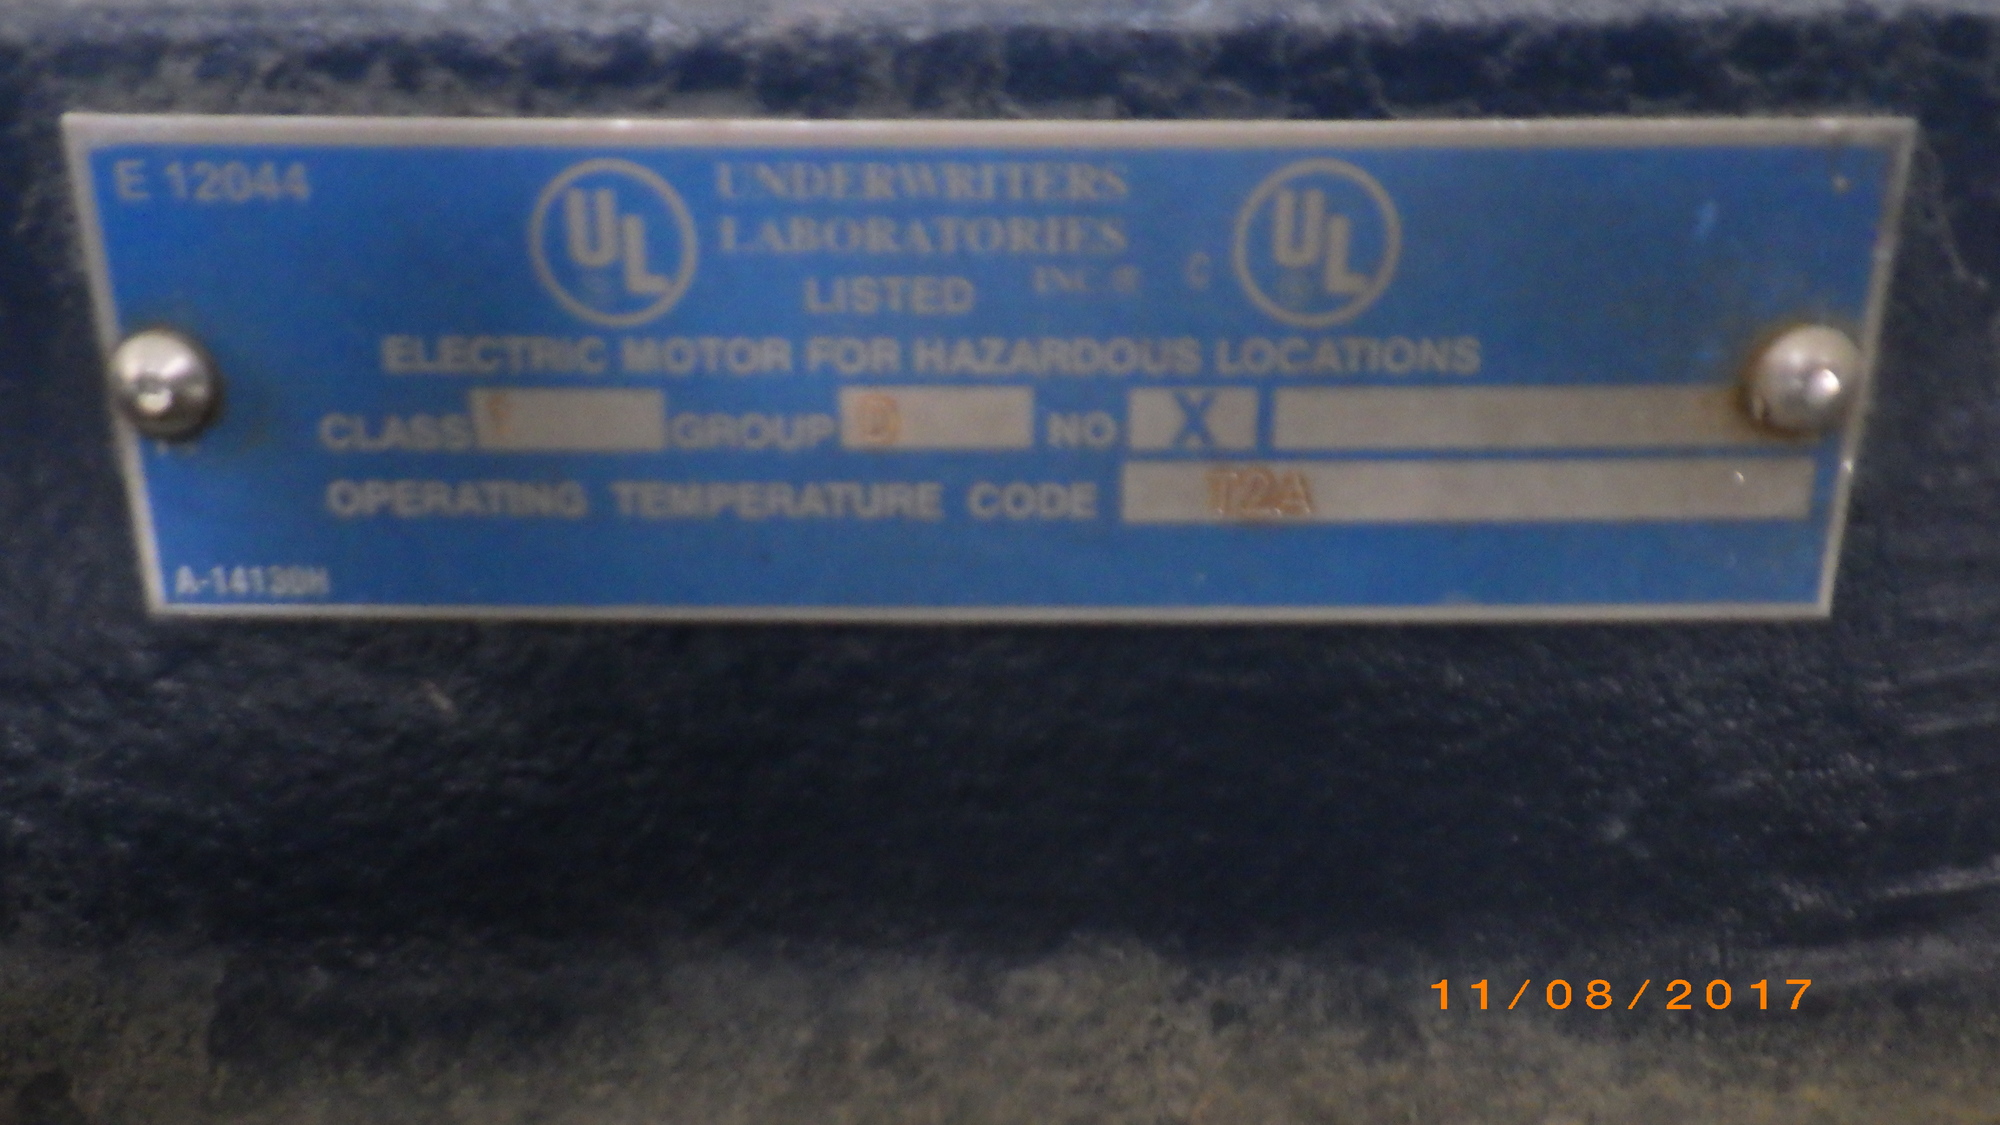 E 12044
UL
UNDERWRITERS
LABORATORIES
INC.®
LISTED
C UL
ELECTRIC MOTOR FOR HAZARDOUS LOCATIONS
CLASS I GROUP D NO X
OPERATING TEMPERATURE CODE T2A
11/08/2017